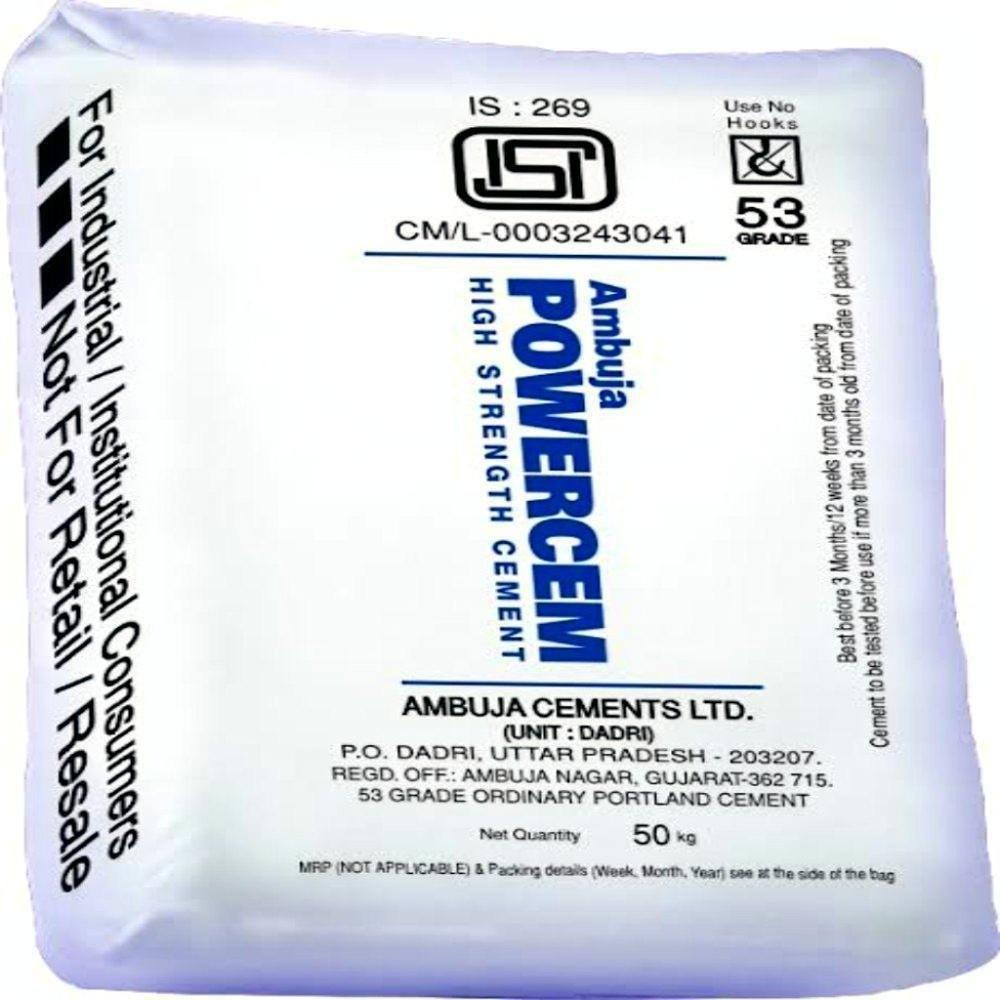 IS : 269
ISI
CM/L-0003243041
Use No
Hooks
53
GRADE
Ambuja
POWERCEM
HIGH STRENGTH CEMENT
For Industrial / Institutional Consumers
Not For Retail / Resale
Best before 3 Months/12 weeks from date of packing
Cement to be tested before use if more than 3 months old from date of packing
AMBUJA CEMENTS LTD.
(UNIT : DADRI)
P.O. DADRI, UTTAR PRADESH - 203207.
REGD. OFF.: AMBUJA NAGAR, GUJARAT-362 715.
53 GRADE ORDINARY PORTLAND CEMENT
Net Quantity 50 kg
MRP (NOT APPLICABLE) & Packing details (Week, Month, Year) see at the side of the bag